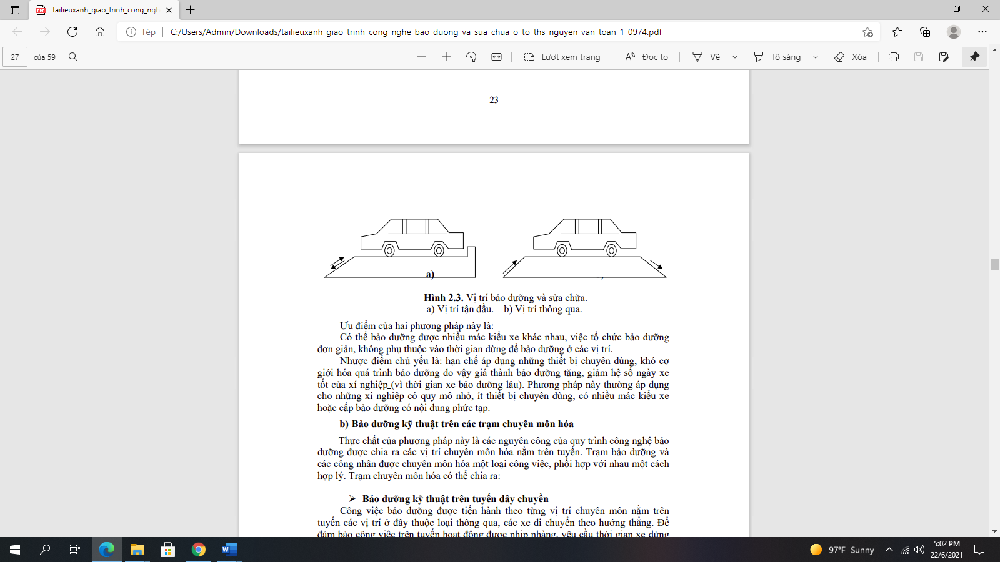 tailieuxanh_giao_trinh_cong_ngh
Tệp
C:/Users/Admin/Downloads/tailieuxanh_giao_trinh_cong_nghe_bao_duong_va_sua_chua_o_to_ths_nguyen_van_toan_1_0974.pdf
27 của 59
Lượt xem trang
Đọc to
Vẽ
Tô sáng
Xóa
23
a)
Hình 2.3. Vị trí bảo dưỡng và sửa chữa.
a) Vị trí tận đầu. b) Vị trí thông qua.
Ưu điểm của hai phương pháp này là:
Có thể bảo dưỡng được nhiều mác kiểu xe khác nhau, việc tổ chức bảo dưỡng
đơn giản, không phụ thuộc vào thời gian dừng để bảo dưỡng ở các vị trí.
Nhược điểm chủ yếu là: hạn chế áp dụng những thiết bị chuyên dùng, khó cơ
giới hóa quá trình bảo dưỡng do vậy giá thành bảo dưỡng tăng, giảm hệ số ngày xe
tốt của xí nghiệp (vì thời gian xe bảo dưỡng lâu). Phương pháp này thường áp dụng
cho những xí nghiệp có quy mô nhỏ, ít thiết bị chuyên dùng, có nhiều mác kiểu xe
hoặc cấp bảo dưỡng có nội dung phức tạp.
b) Bảo dưỡng kỹ thuật trên các trạm chuyên môn hóa
Thực chất của phương pháp này là các nguyên công của quy trình công nghệ bảo
dưỡng được chia ra các vị trí chuyên môn hóa nằm trên tuyến. Trạm bảo dưỡng và
các công nhân được chuyên môn hóa một loại công việc, phối hợp với nhau một cách
hợp lý. Trạm chuyên môn hóa có thể chia ra:
➢ Bảo dưỡng kỹ thuật trên tuyến dây chuyền
Công việc bảo dưỡng được tiến hành theo từng vị trí chuyên môn nằm trên
tuyến các vị trí ở đây thuộc loại thông qua, các xe di chuyển theo hướng thẳng. Để
đảm bảo công việc trên tuyến hoạt động được nhịp nhàng, yêu cầu thời gian xe dừng
97°F Sunny
5:02 PM
22/6/2021